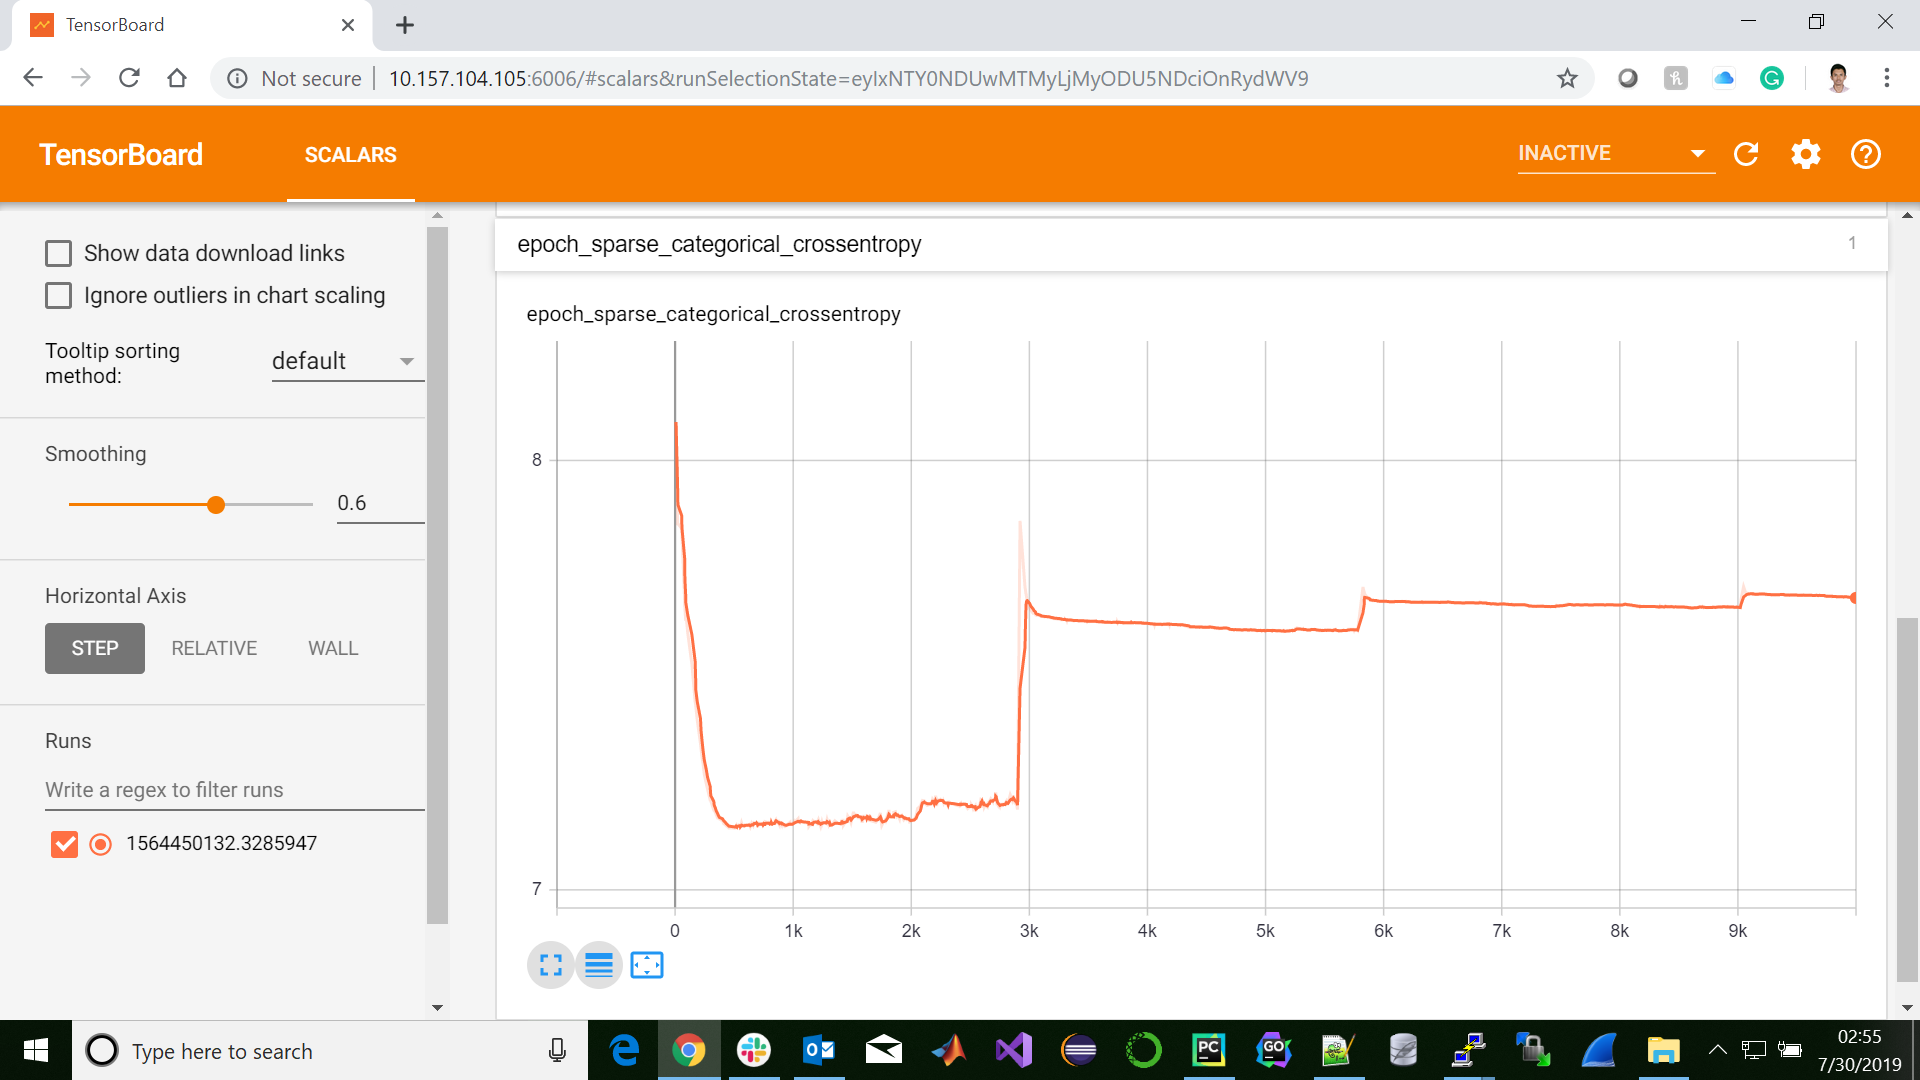 TensorBoard
Not secure
10.157.104.105:6006/#scalars&runSelectionState=eyIxNTY0NDUwMTMyLjMyODU5NDciOnRydWV9
TensorBoard
SCALARS
INACTIVE
Show data download links
Ignore outliers in chart scaling
Tooltip sorting
method:
default
Smoothing
0.6
Horizontal Axis
STEP
RELATIVE
WALL
Runs
Write a regex to filter runs
1564450132.3285947
epoch_sparse_categorical_crossentropy
1
epoch_sparse_categorical_crossentropy
8
7
0
1k
2k
3k
4k
5k
6k
7k
8k
9k
Type here to search
PC
GO
02:55
7/30/2019